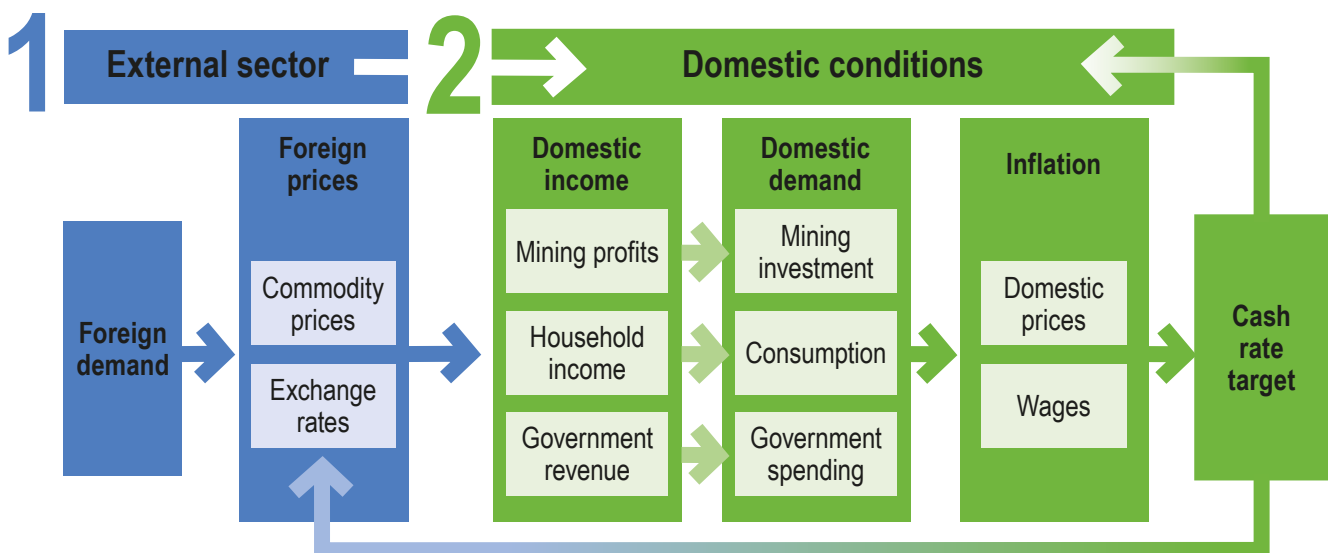 1
External sector
2
Domestic conditions
Foreign
demand
Foreign
prices
Commodity
prices
Exchange
rates
Domestic
income
Mining profits
Household
income
Government
revenue
Domestic
demand
Mining
investment
Consumption
Government
spending
Inflation
Domestic
prices
Wages
Cash
rate
target